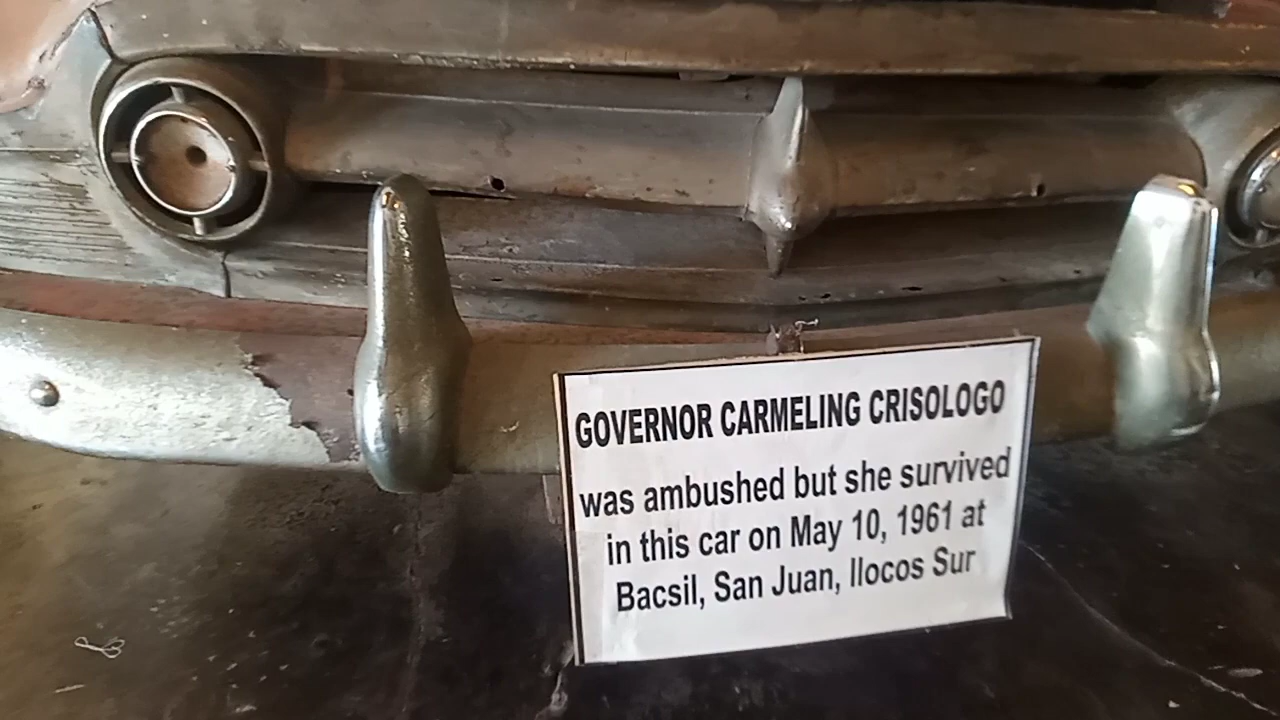 GOVERNOR CARMELING CRISOLOGO
was ambushed but she survived
in this car on May 10, 1961 at
Bacsil, San Juan, Ilocos Sur